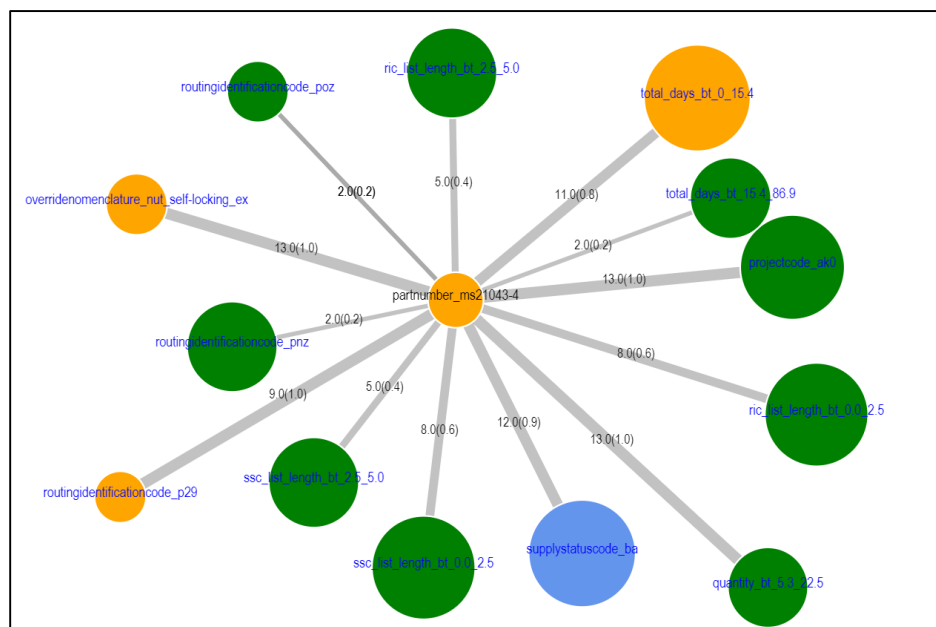 ric_list_length_bt_2.5_5.0
routingidentificationcode_poz
total_days_bt_0_15.4
5.0(0.4)
2.0(0.2)
11.0(0.8)
overridenomenclature_nut_self-locking_ex
total_days_bt_15.4_86.9
13.0(1.0)
2.0(0.2)
projectcode_ak0
13.0(1.0)
partnumber_ms21043-4
2.0(0.2)
routingidentificationcode_pnz
8.0(0.6)
5.0(0.4)
9.0(1.0)
ric_list_length_bt_0.0_2.5
12.0(0.9)
8.0(0.6)
13.0(1.0)
ssc_list_length_bt_2.5_5.0
routingidentificationcode_p29
supplystatuscode_ba
ssc_list_length_bt_0.0_2.5
quantity_bt_5.3_22.5